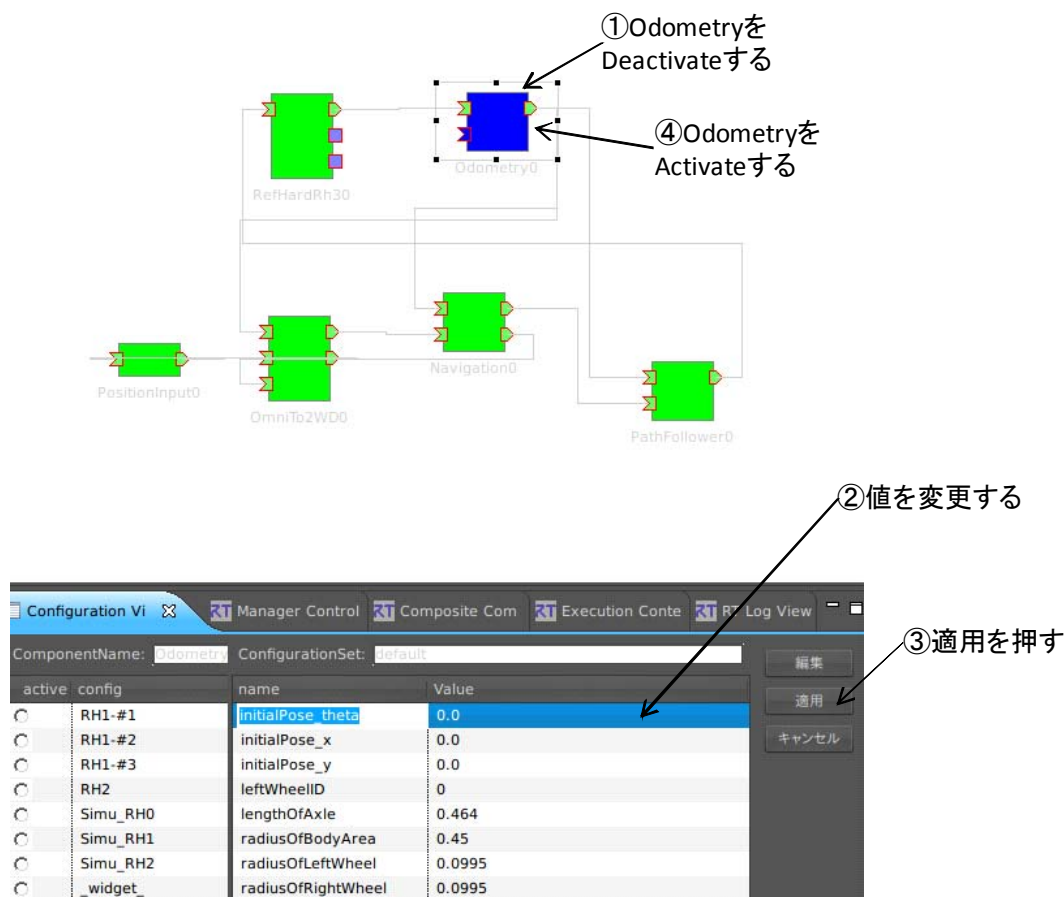 ①Odometryを
Deactivateする
④Odometryを
Activateする
RefHardRh30
Odometry0
PositionInput0
OmniTo2WD0
Navigation0
PathFollower0
②値を変更する
Configuration Vi
RT Manager Control
RT Composite Com
RT Execution Conte
RT RT Log View
ComponentName: Odometry ConfigurationSet: default
編集
③適用を押す
適用
キャンセル
active config name Value
RH1-#1 initialPose_theta 0.0
RH1-#2 initialPose_x 0.0
RH1-#3 initialPose_y 0.0
RH2 leftWheelID 0
Simu_RH0 lengthOfAxle 0.464
Simu_RH1 radiusOfBodyArea 0.45
Simu_RH2 radiusOfLeftWheel 0.0995
_widget_ radiusOfRightWheel 0.0995